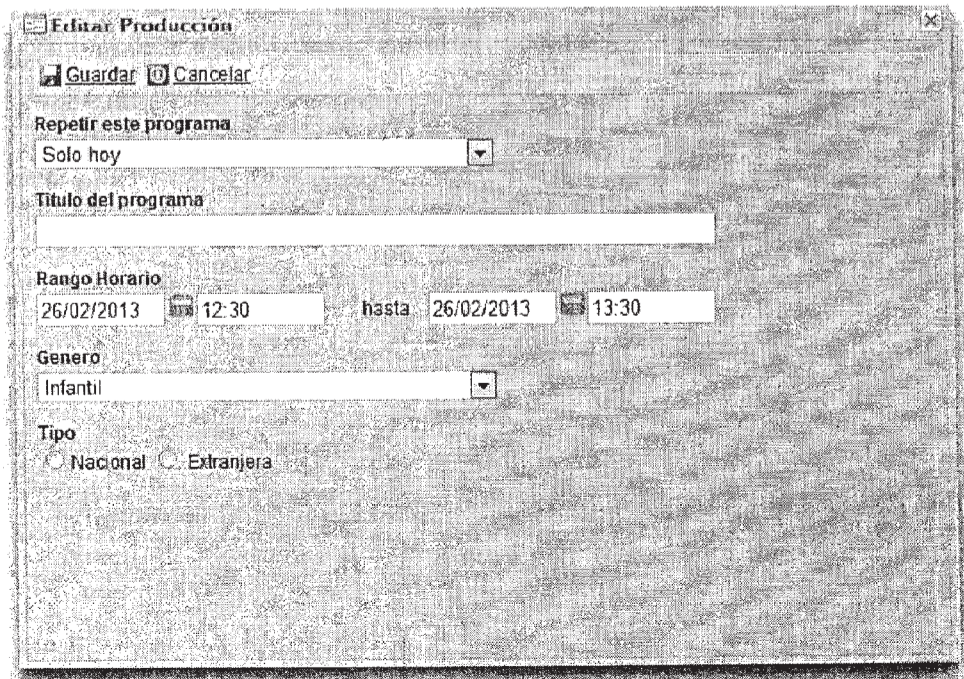 Editar Producción
Guardar Cancelar
Repetir este programa
Solo hoy
Titulo del programa
Rango Horario
26/02/2013 12:30 hasta 26/02/2013 13:30
Genero
Infantil
Tipo
Nacional Extranjera